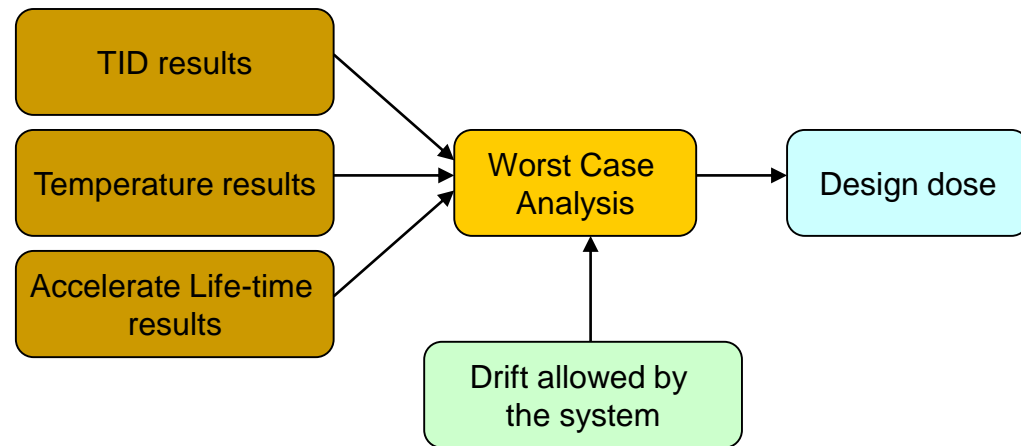 TID results
Temperature results
Accelerate Life-time
results
Worst Case
Analysis
Design dose
Drift allowed by
the system